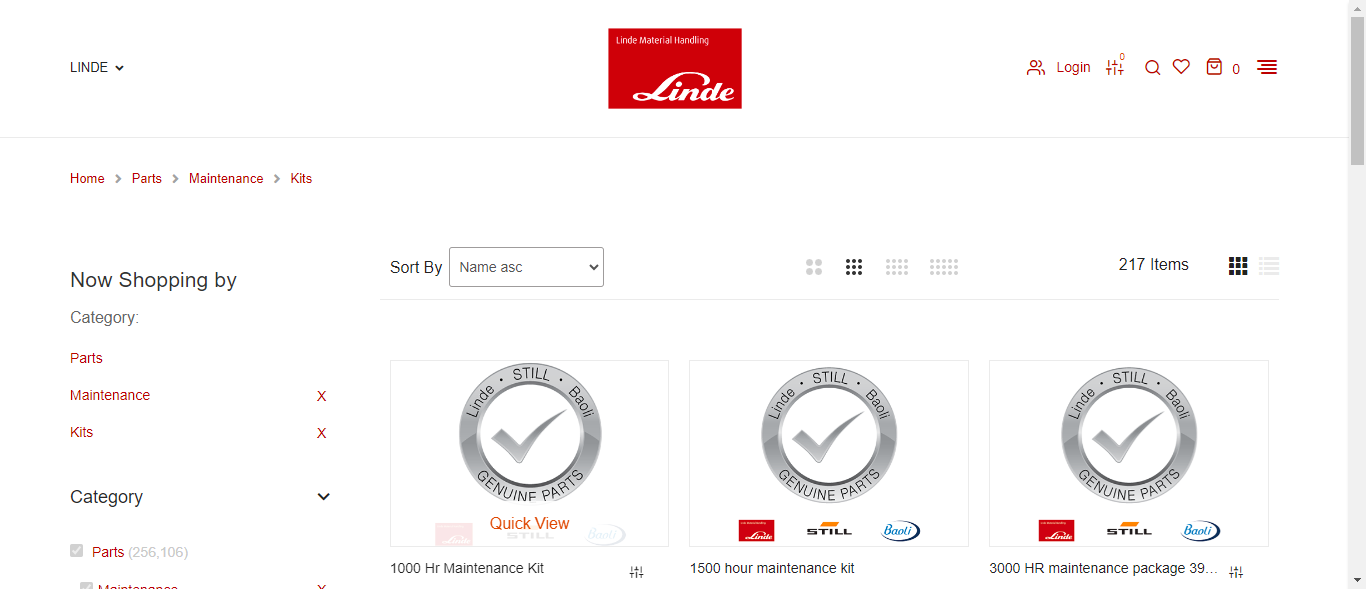 LINDE
Linde Material Handling
Linde
Login
0
0
Home
Parts
Maintenance
Kits
Now Shopping by
Category:
Parts
Maintenance X
Kits X
Category
Parts (256,106)
Maintenance X
Sort By
Name asc
217 Items
Linde • STILL • Baoli
GENUINE PARTS
Quick View
Linde
STILL
Baoli
1000 Hr Maintenance Kit
Linde • STILL • Baoli
GENUINE PARTS
Linde
STILL
Baoli
1500 hour maintenance kit
Linde • STILL • Baoli
GENUINE PARTS
Linde
STILL
Baoli
3000 HR maintenance package 39...